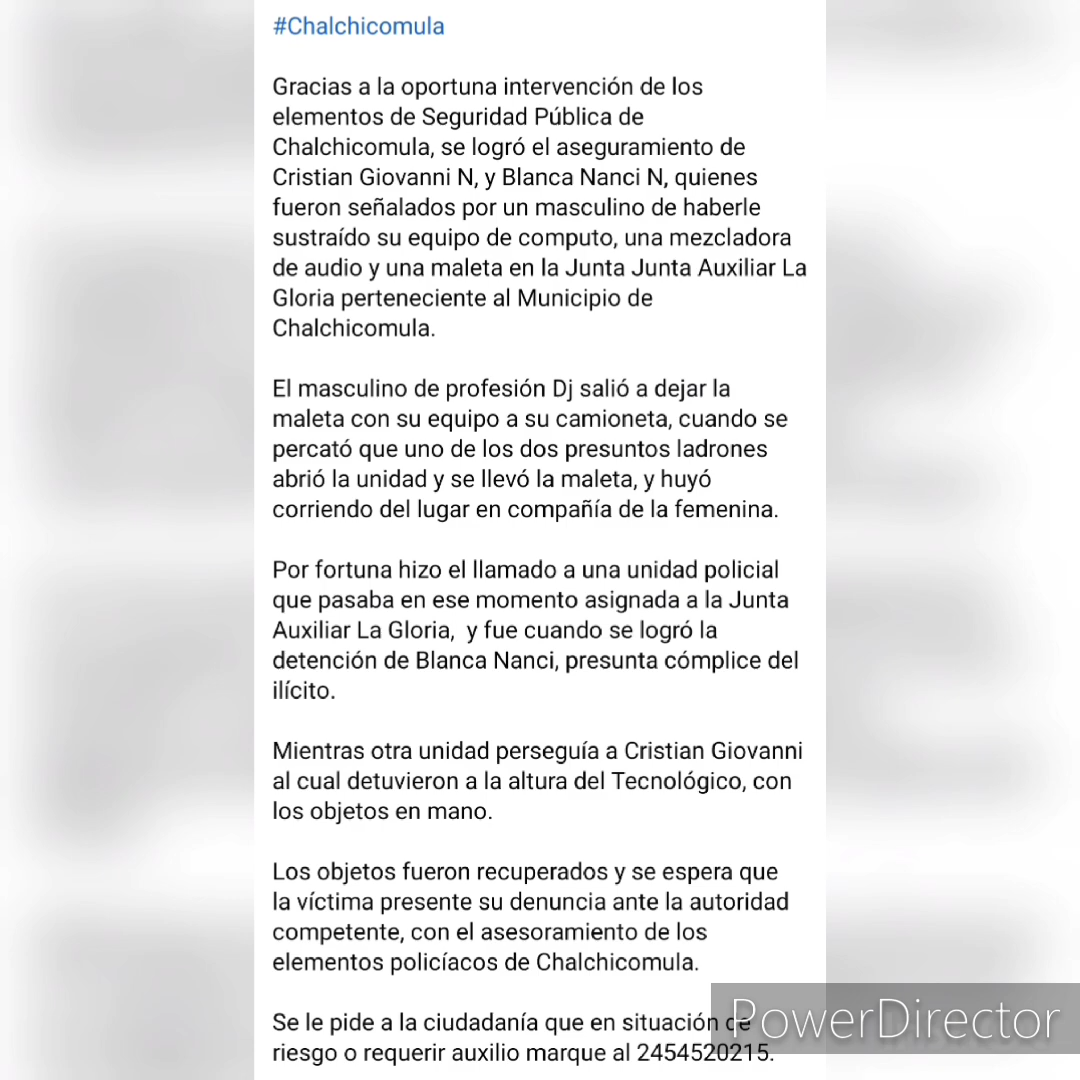 #Chalchicomula
Gracias a la oportuna intervención de los
elementos de Seguridad Pública de
Chalchicomula, se logró el aseguramiento de
Cristian Giovanni N, y Blanca Nanci N, quienes
fueron señalados por un masculino de haberle
sustraído su equipo de computo, una mezcladora
de audio y una maleta en la Junta Junta Auxiliar La
Gloria perteneciente al Municipio de
Chalchicomula.
El masculino de profesión Dj salió a dejar la
maleta con su equipo a su camioneta, cuando se
percató que uno de los dos presuntos ladrones
abrió la unidad y se llevó la maleta, y huyó
corriendo del lugar en compañía de la femenina.
Por fortuna hizo el llamado a una unidad policial
que pasaba en ese momento asignada a la Junta
Auxiliar La Gloria,  y fue cuando se logró la
detención de Blanca Nanci, presunta cómplice del
ilícito.
Mientras otra unidad perseguía a Cristian Giovanni
al cual detuvieron a la altura del Tecnológico, con
los objetos en mano.
Los objetos fueron recuperados y se espera que
la víctima presente su denuncia ante la autoridad
competente, con el asesoramiento de los
elementos policíacos de Chalchicomula.
Se le pide a la ciudadanía que en situación de
riesgo o requerir auxilio marque al 2454520215.
PowerDirector